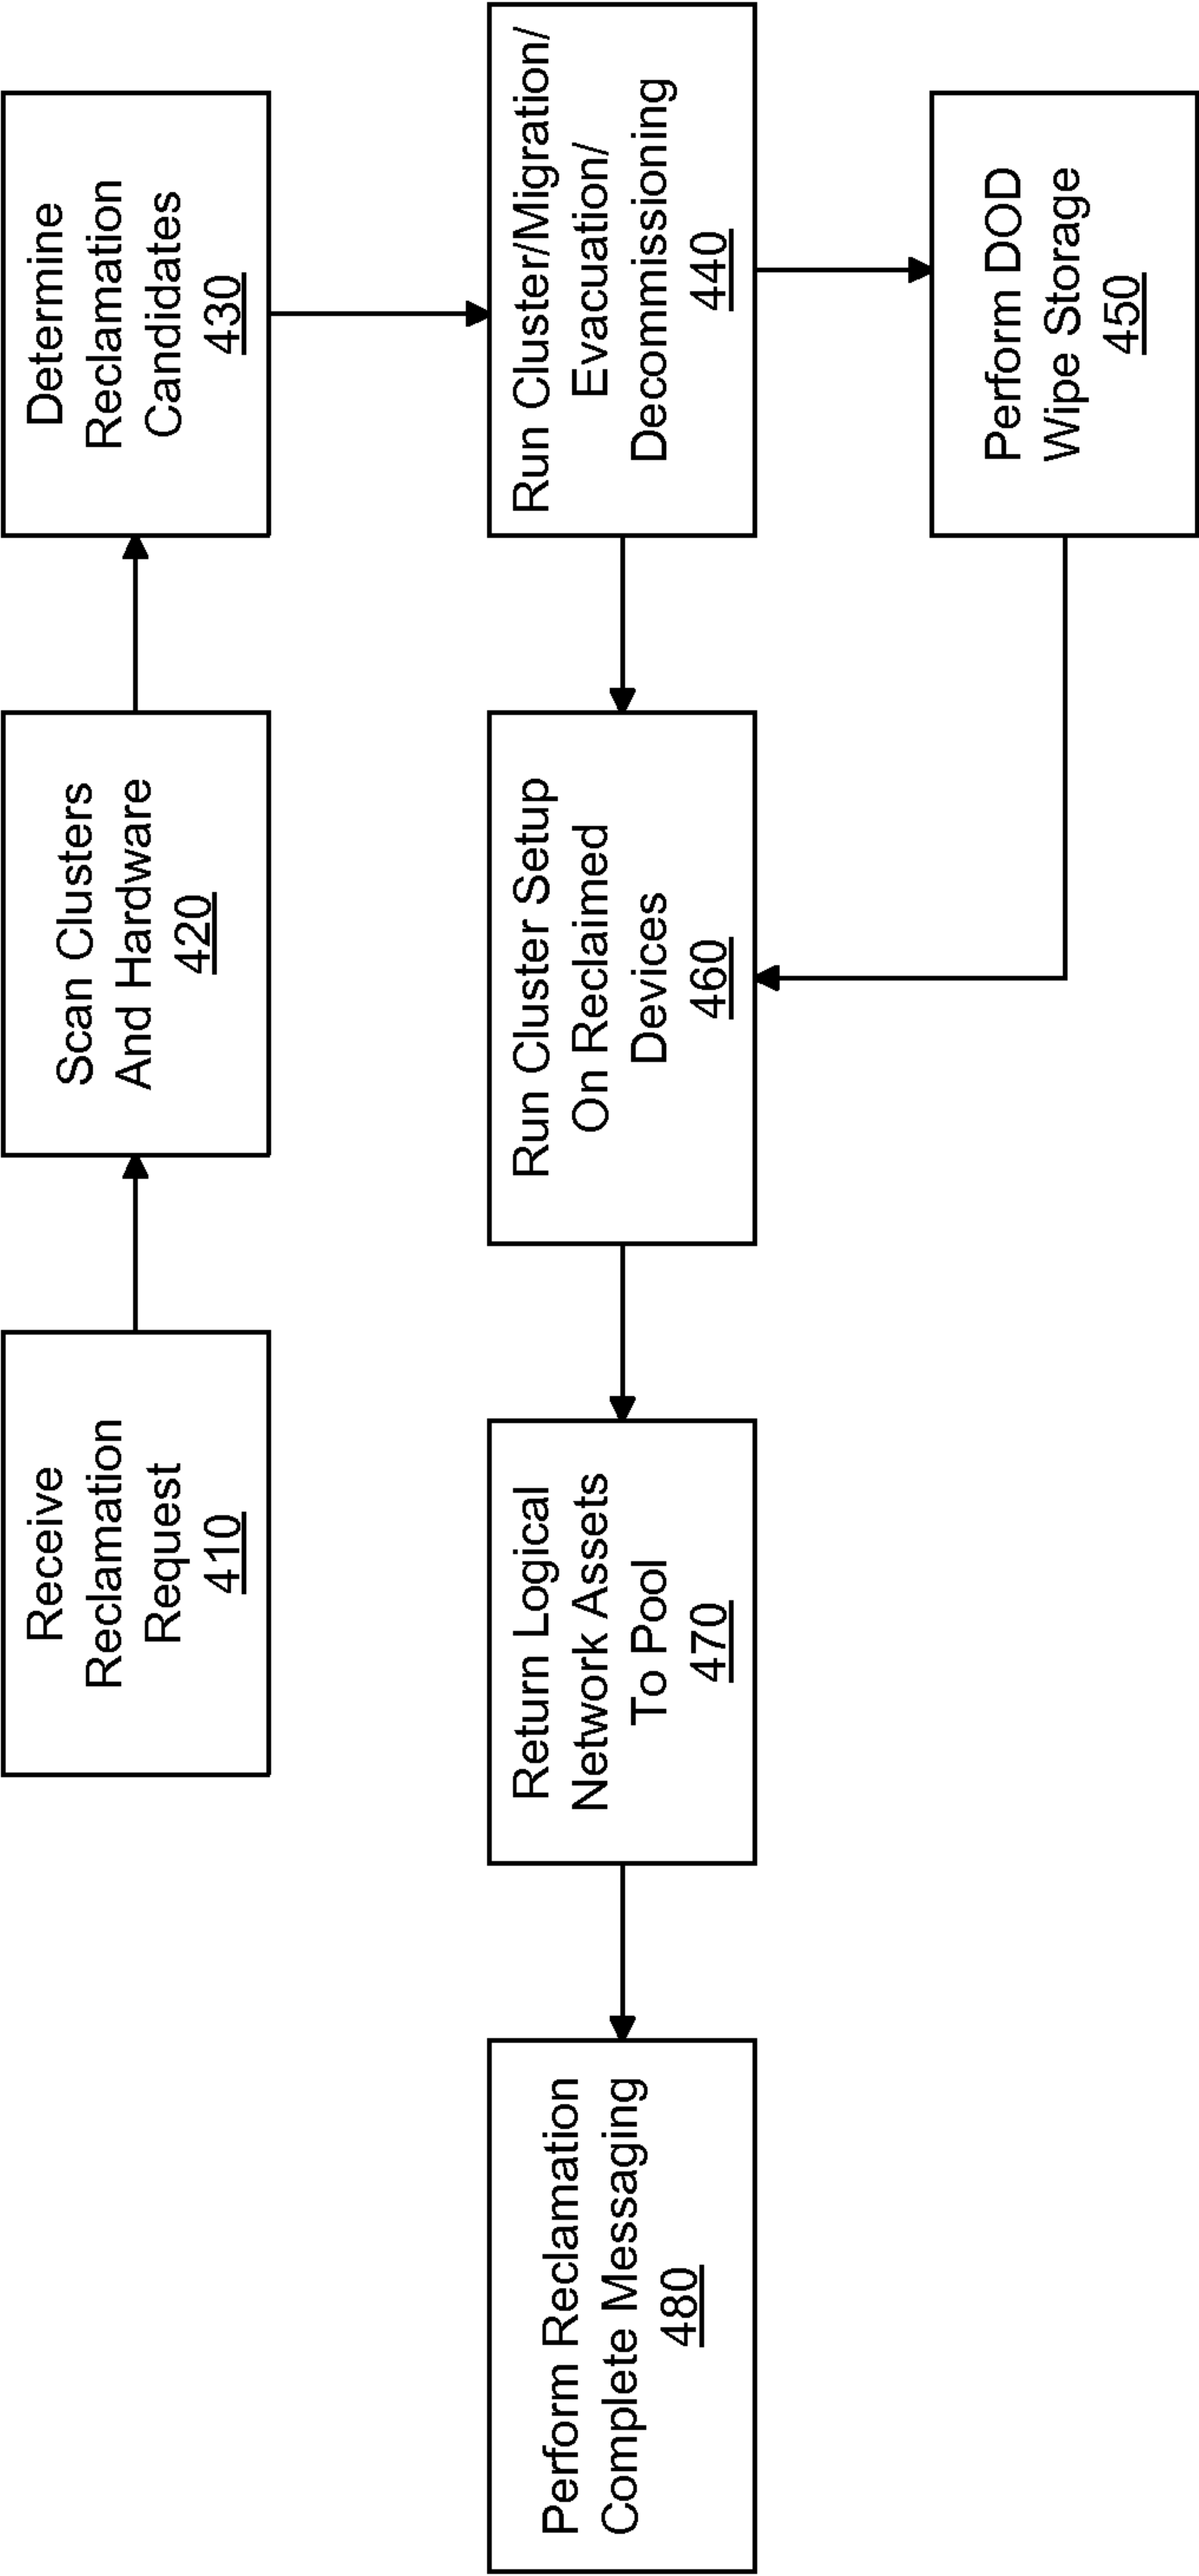 Receive
Reclamation
Request
410
Scan Clusters
And Hardware
420
Determine
Reclamation
Candidates
430
Run Cluster/Migration/
Evacuation/
Decommissioning
440
Perform DOD
Wipe Storage
450
Run Cluster Setup
On Reclaimed
Devices
460
Return Logical
Network Assets
To Pool
470
Perform Reclamation
Complete Messaging
480